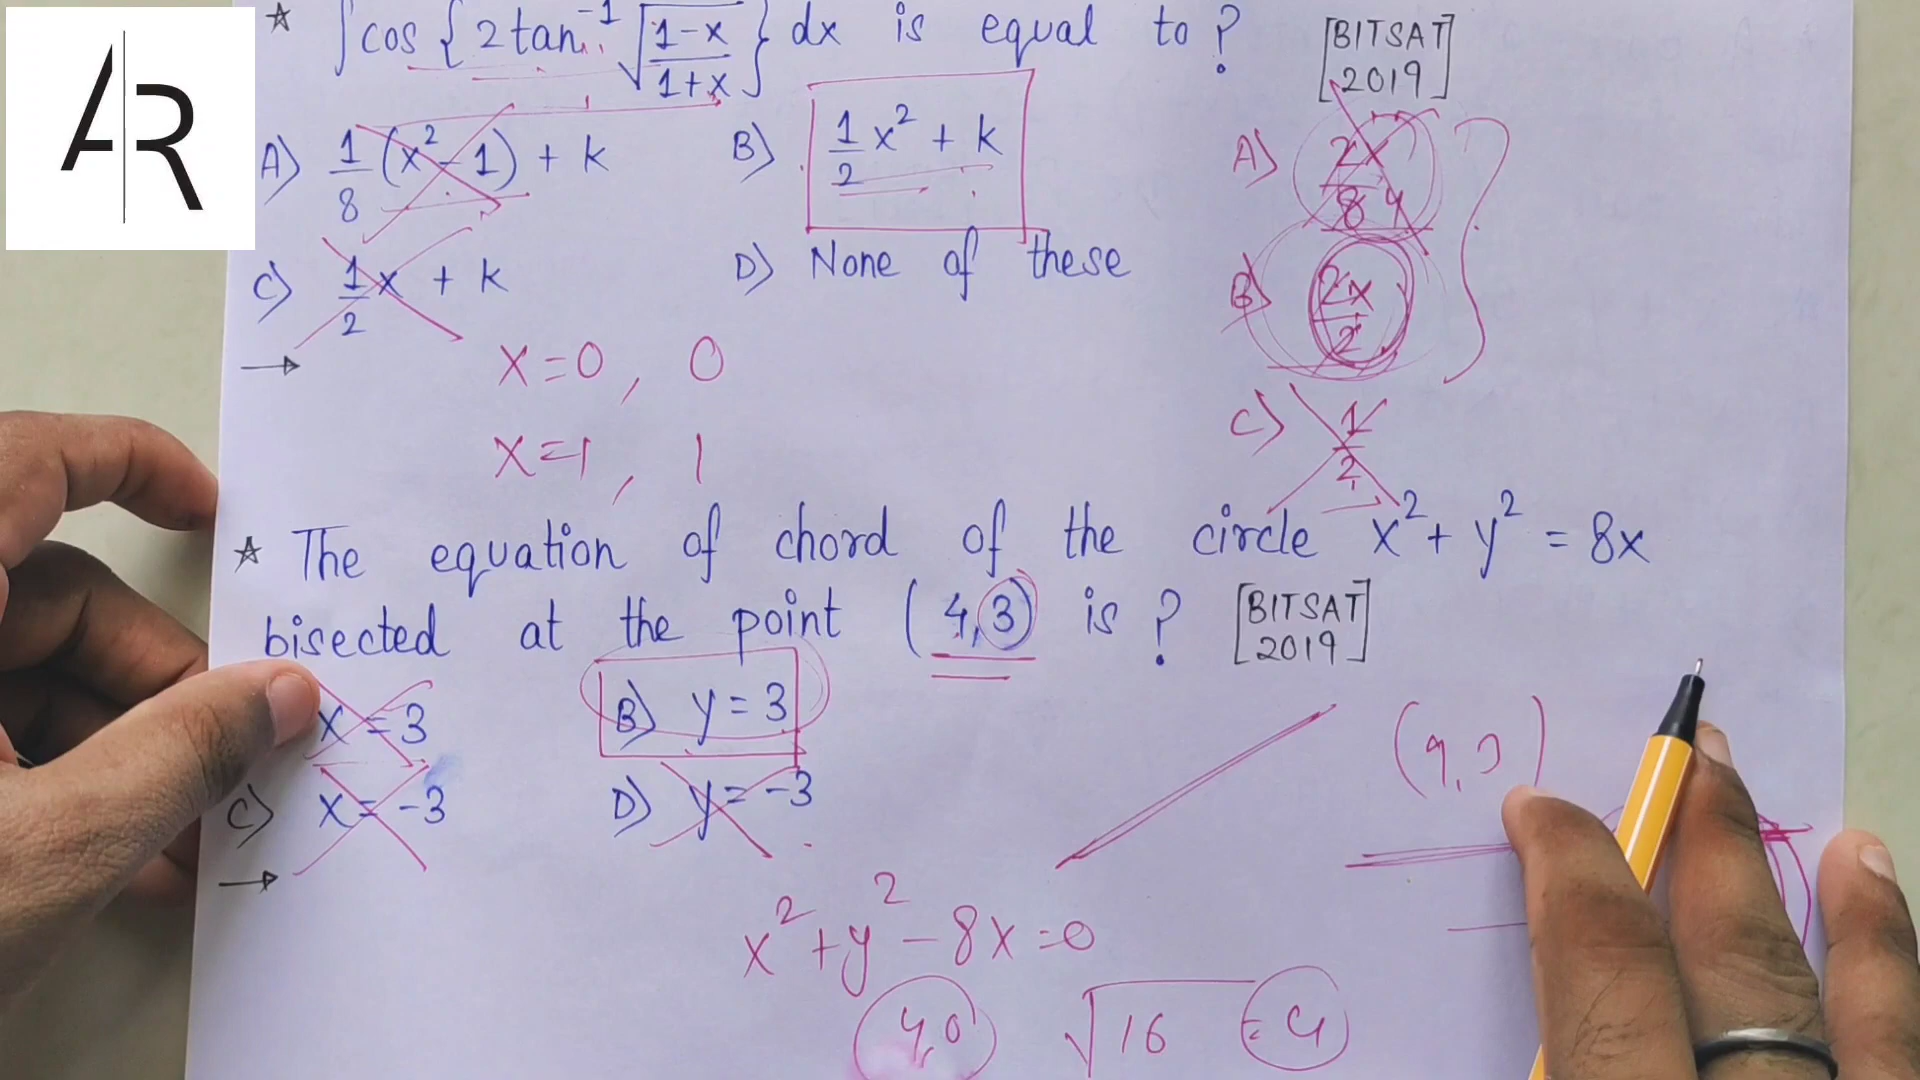 AR
☆ ∫cos {2tan⁻¹ √((1-x)/(1+x))} dx is equal to ? [BITSAT 2019]
A) 1/8 (x² - 1) + k B) 1/2 x² + k
C) 1/2 x + k D) None of these
A) 2x/8 4
B) 2x/2
C) 1/2
→ x=0, 0
x=1, 1
☆ The equation of chord of the circle x² + y² = 8x
bisected at the point (4,3) is ? [BITSAT 2019]
x = 3 B) y = 3
C) x = -3 D) y = -3
→
x²+y²-8x=0
4,0 √16 = 4